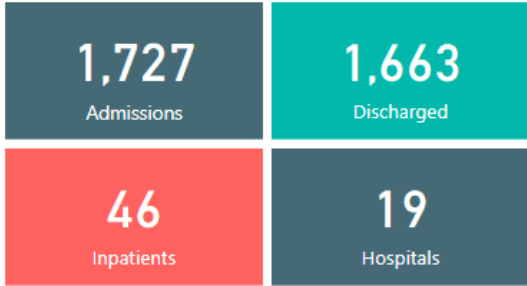 1,727
Admissions
1,663
Discharged
46
Inpatients
19
Hospitals